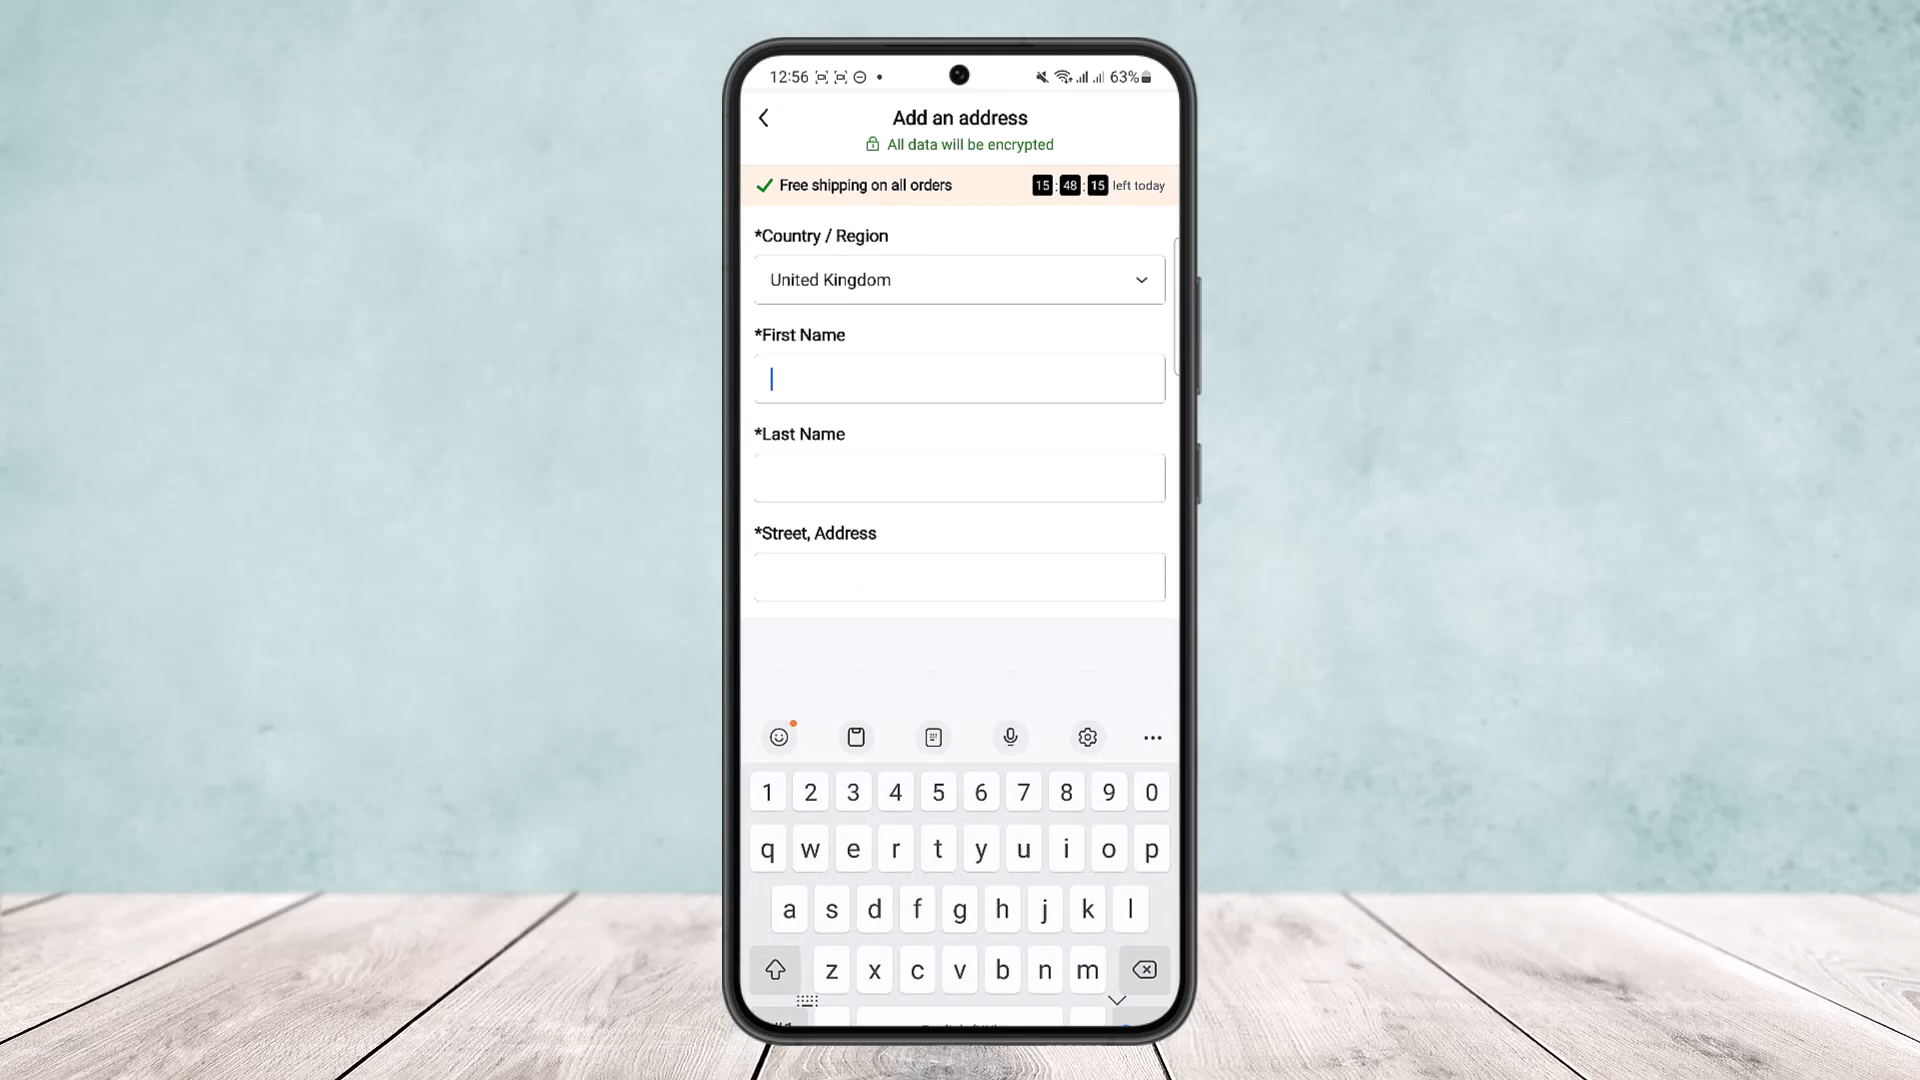 12:56 63%
Add an address
All data will be encrypted
Free shipping on all orders 15 : 48 : 15 left today
*Country / Region
United Kingdom
*First Name
*Last Name
*Street, Address
1 2 3 4 5 6 7 8 9 0
q w e r t y u i o p
a s d f g h j k l
z x c v b n m